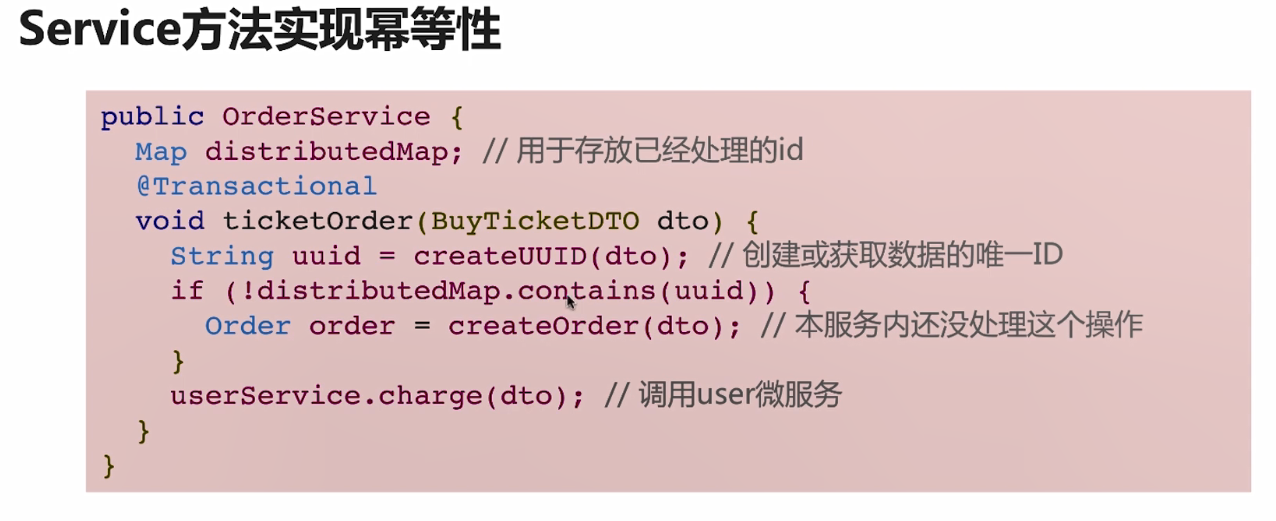 Service方法实现幂等性
public OrderService {
Map distributedMap; // 用于存放已经处理的id
@Transactional
void ticketOrder(BuyTicketDTO dto) {
String uuid = createUUID(dto); // 创建或获取数据的唯一ID
if (!distributedMap.contains(uuid)) {
Order order = createOrder(dto); // 本服务内还没处理这个操作
}
userService.charge(dto); // 调用user微服务
}
}